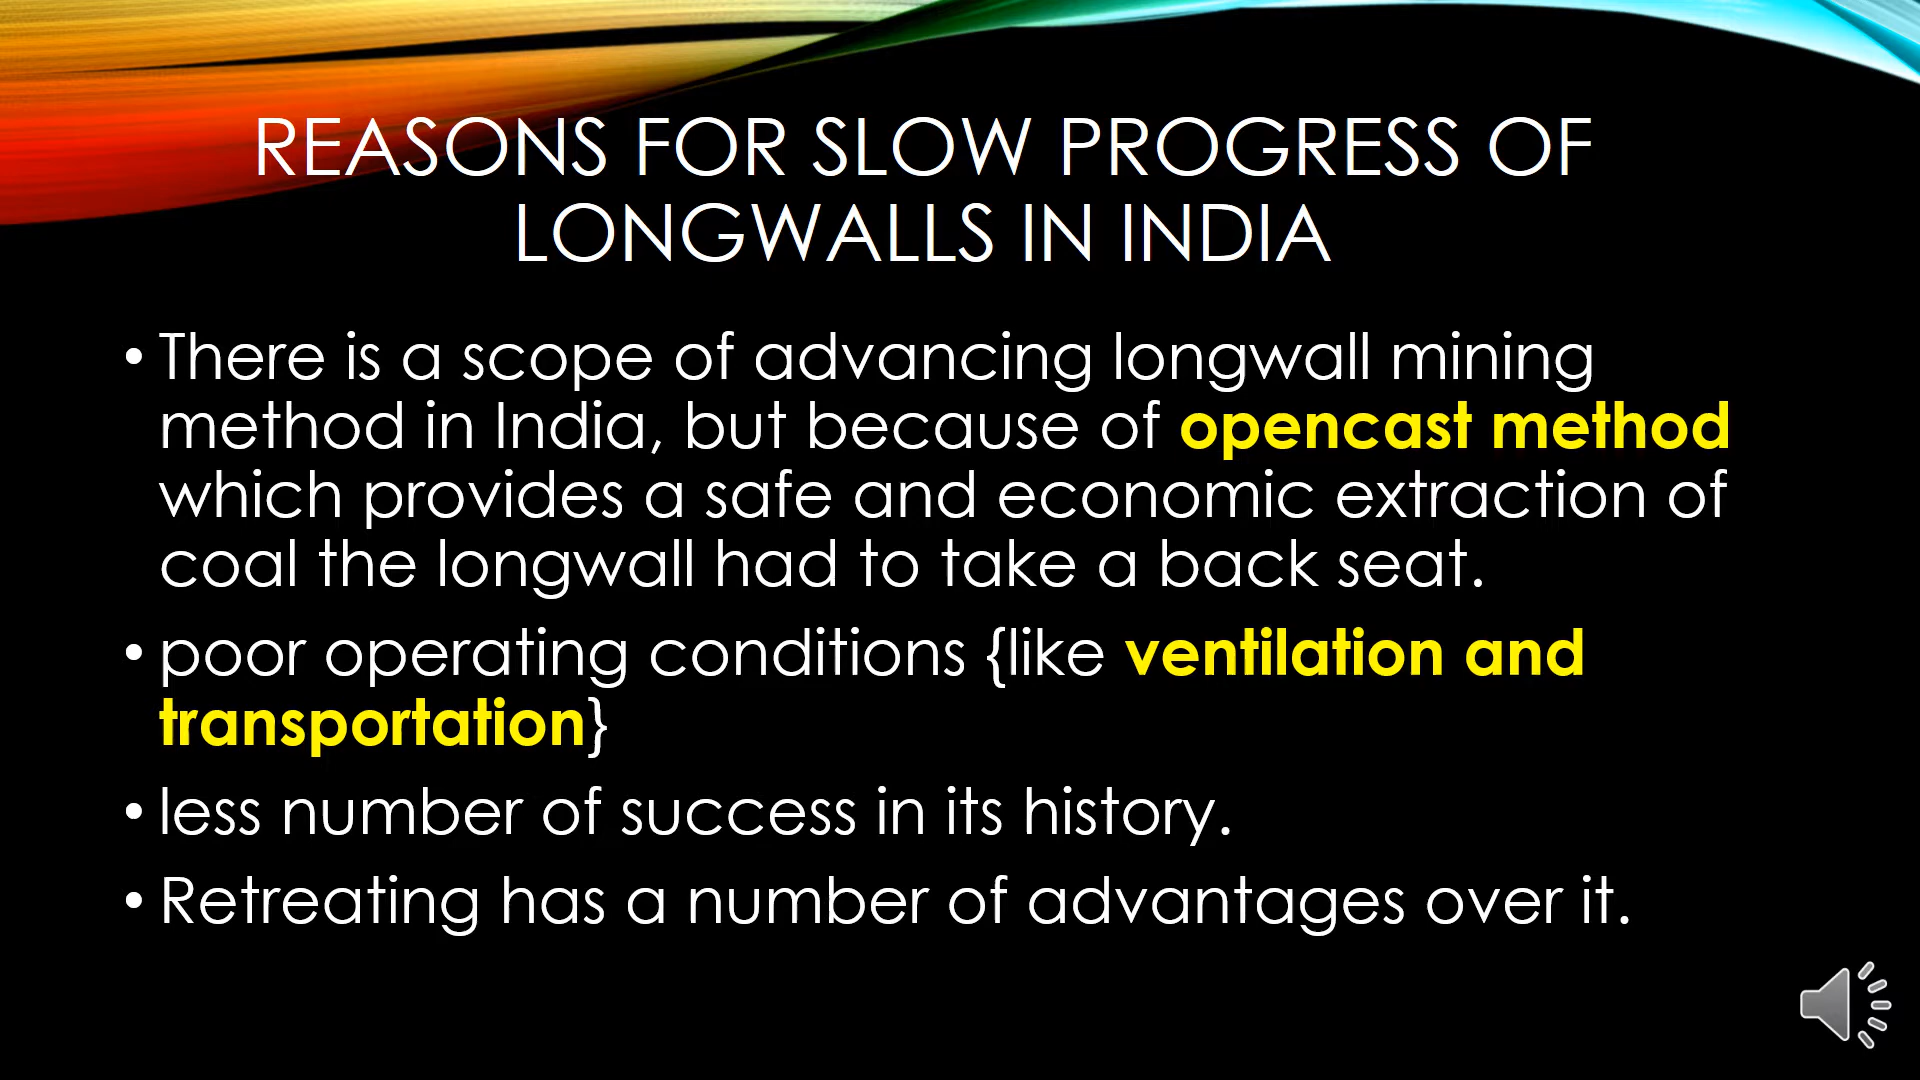 REASONS FOR SLOW PROGRESS OF
LONGWALLS IN INDIA
• There is a scope of advancing longwall mining
method in India, but because of opencast method
which provides a safe and economic extraction of
coal the longwall had to take a back seat.
• poor operating conditions {like ventilation and
transportation}
• less number of success in its history.
• Retreating has a number of advantages over it.